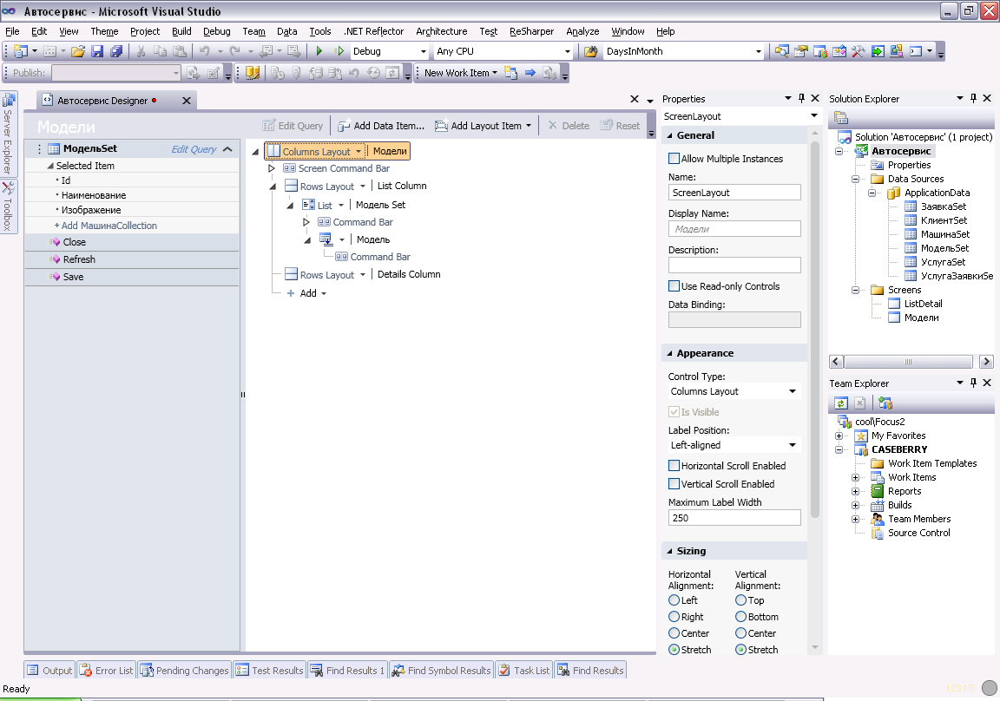 Автосервис - Microsoft Visual Studio
File Edit View Theme Project Build Debug Team Data Tools .NET Reflector Architecture Test ReSharper Analyze Window Help
Debug Any CPU DaysInMonth
Publish: New Work Item
Server Explorer
Toolbox
Автосервис Designer
Модели
МодельSet Edit Query
Selected Item
Id
Наименование
Изображение
+ Add МашинаCollection
Close
Refresh
Save
Edit Query Add Data Item... Add Layout Item Delete Reset
Columns Layout Модели
Screen Command Bar
Rows Layout List Column
List Модель Set
Command Bar
Модель
Command Bar
Rows Layout Details Column
+ Add
Properties
ScreenLayout
General
Allow Multiple Instances
Name:
ScreenLayout
Display Name:
Модели
Description:
Use Read-only Controls
Data Binding:
Appearance
Control Type:
Columns Layout
Is Visible
Label Position:
Left-aligned
Horizontal Scroll Enabled
Vertical Scroll Enabled
Maximum Label Width
250
Sizing
Horizontal Alignment: Vertical Alignment:
Left Top
Right Bottom
Center Center
Stretch Stretch
Solution Explorer
Solution 'Автосервис' (1 project)
Автосервис
Properties
Data Sources
ApplicationData
ЗаявкаSet
КлиентSet
МашинаSet
МодельSet
УслугаSet
УслугаЗаявкиSe
Screens
ListDetail
Модели
Team Explorer
cool\Focus2
My Favorites
CASEBERRY
Work Item Templates
Work Items
Reports
Builds
Team Members
Source Control
Output Error List Pending Changes Test Results Find Results 1 Find Symbol Results Task List Find Results
Ready